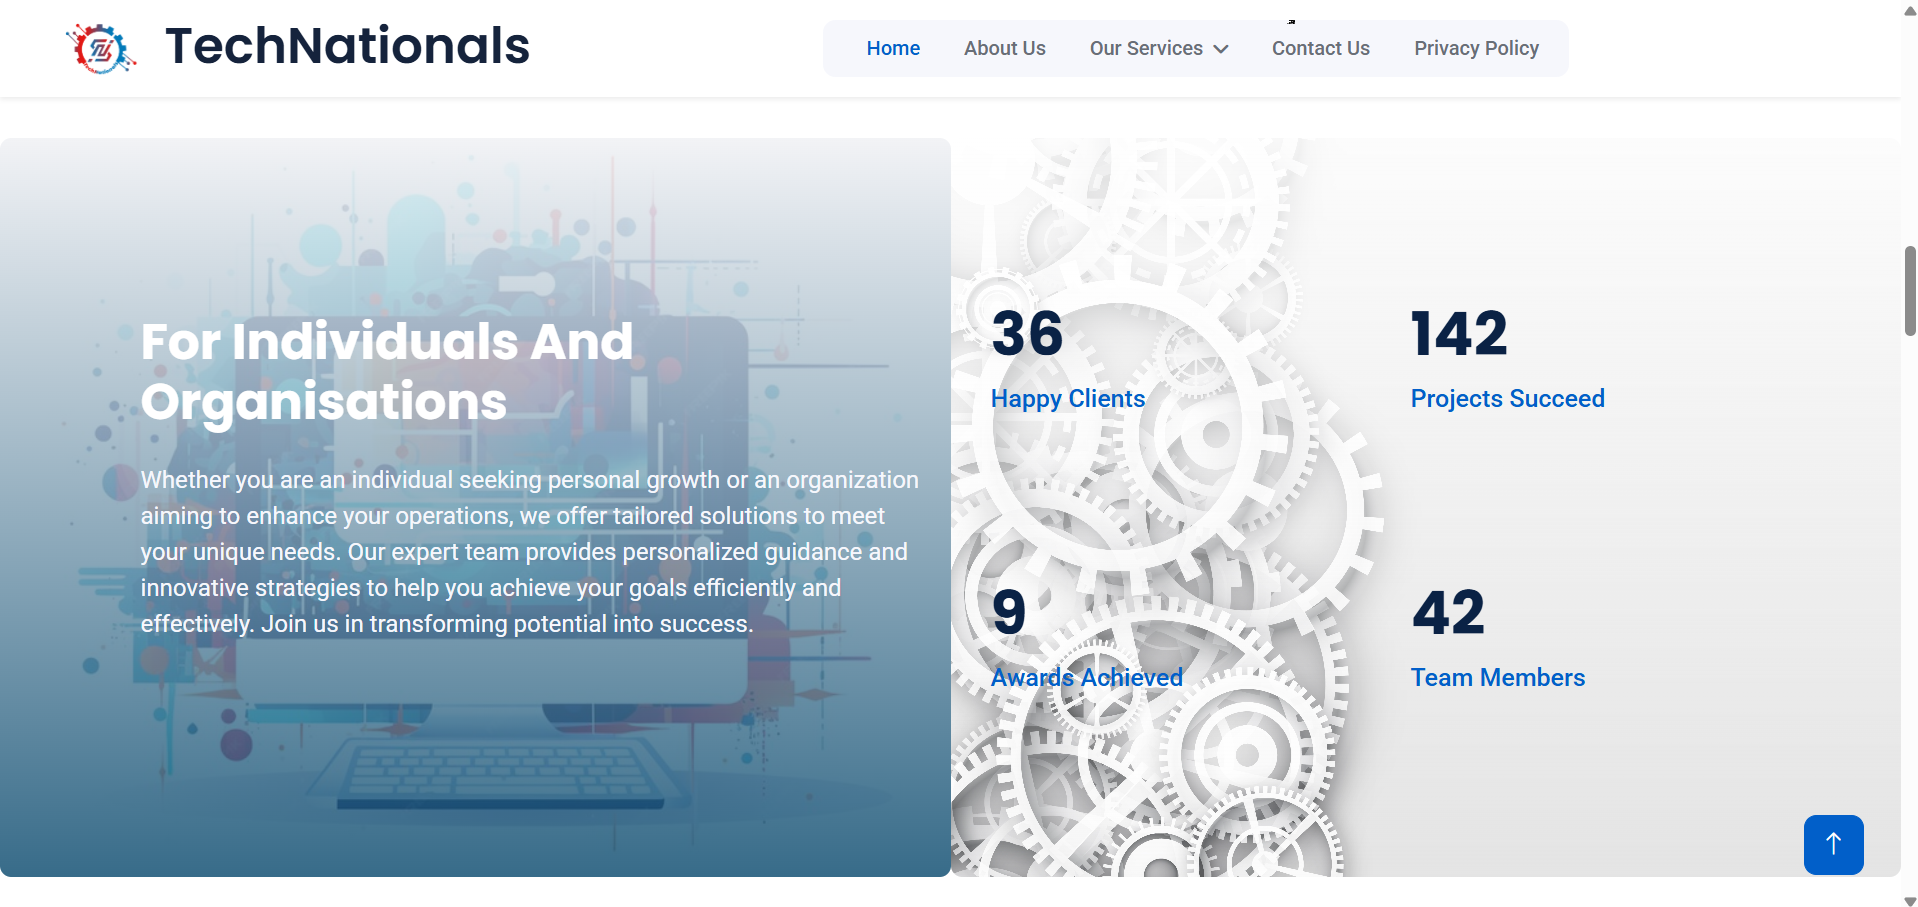 TechNationals
Home About Us Our Services Contact Us Privacy Policy
For Individuals And
Organisations
Whether you are an individual seeking personal growth or an organization
aiming to enhance your operations, we offer tailored solutions to meet
your unique needs. Our expert team provides personalized guidance and
innovative strategies to help you achieve your goals efficiently and
effectively. Join us in transforming potential into success.
36
Happy Clients
142
Projects Succeed
9
Awards Achieved
42
Team Members